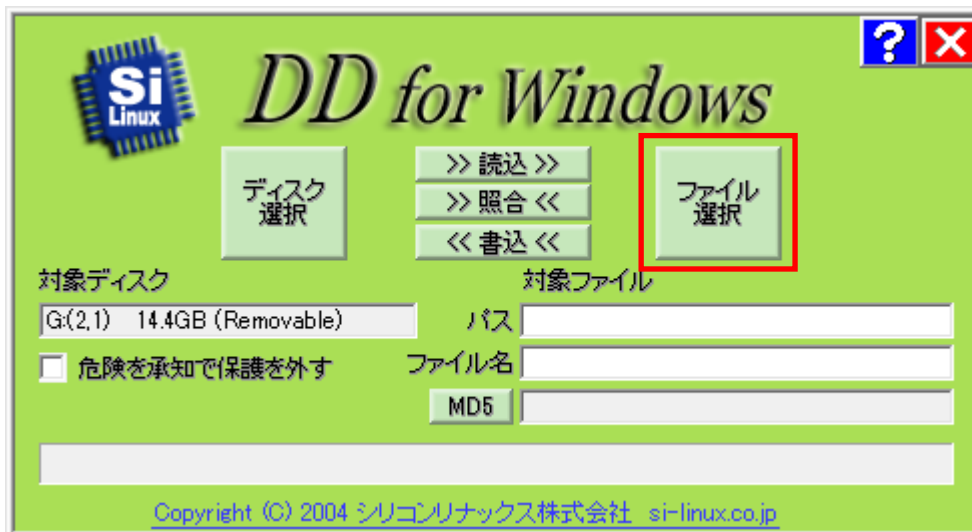 ?
Si
Linux
DD for Windows
ディスク
選択
>> 読込 >>
>> 照合 <<
<< 書込 <<
ファイル
選択
対象ディスク
対象ファイル
G:(2,1) 14.4GB (Removable)
パス
危険を承知で保護を外す
ファイル名
MD5
Copyright (C) 2004 シリコンリナックス株式会社 si-linux.co.jp